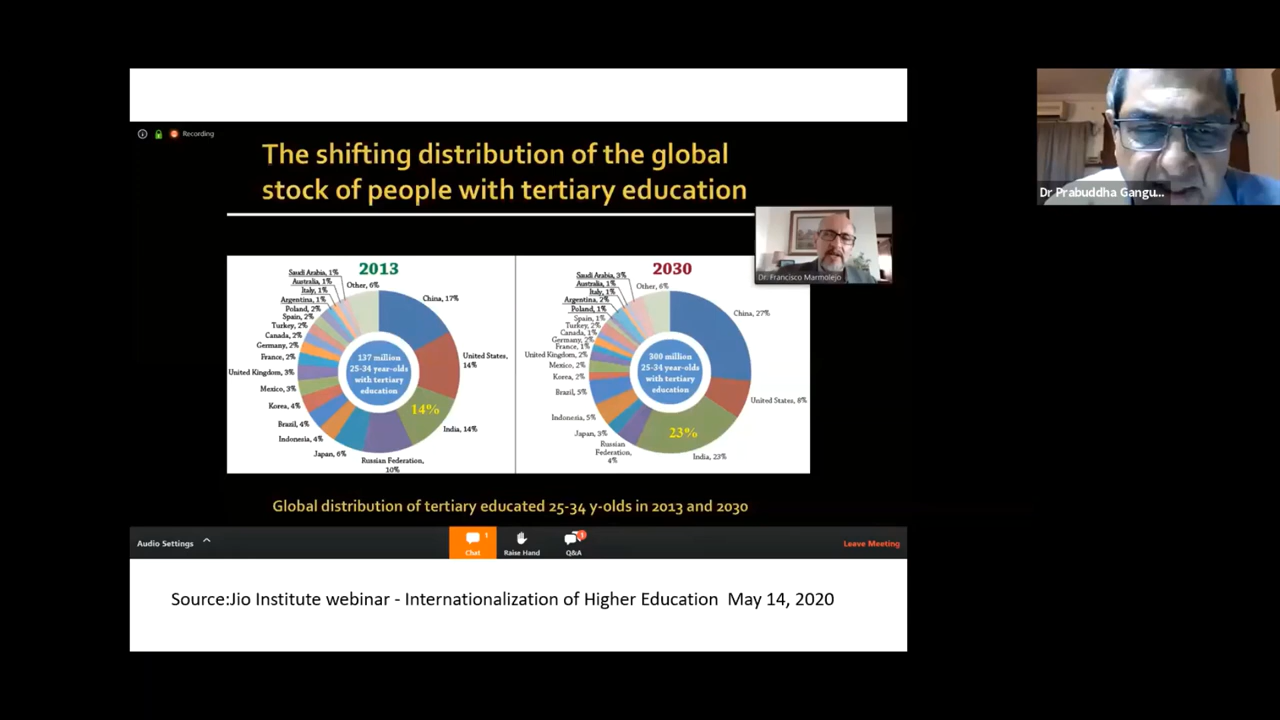 Recording
The shifting distribution of the global
stock of people with tertiary education
Dr. Francisco Marmolejo
Dr Prabuddha Gangu...
2013
Saudi Arabia, 1%
Australia, 1%
Italy, 1%
Argentina, 1%
Poland, 2%
Spain, 2%
Turkey, 2%
Canada, 2%
Germany, 2%
France, 2%
United Kingdom, 3%
Mexico, 3%
Korea, 4%
Brazil, 4%
Indonesia, 4%
Japan, 6%
Russian Federation,
10%
India, 14%
14%
United States,
14%
China, 17%
Other, 6%
137 million
25-34 year-olds
with tertiary
education
2030
Saudi Arabia, 3%
Australia, 1%
Italy, 1%
Argentina, 2%
Poland, 1%
Spain, 1%
Turkey, 2%
Canada, 1%
Germany, 2%
France, 1%
United Kingdom, 2%
Mexico, 2%
Korea, 2%
Brazil, 5%
Indonesia, 5%
Japan, 3%
Russian
Federation,
4%
India, 23%
23%
United States, 8%
China, 27%
Other, 6%
300 million
25-34 year-olds
with tertiary
education
Global distribution of tertiary educated 25-34 y-olds in 2013 and 2030
Audio Settings
Chat
1
Raise Hand
Q&A
1
Leave Meeting
Source:Jio Institute webinar - Internationalization of Higher Education May 14, 2020